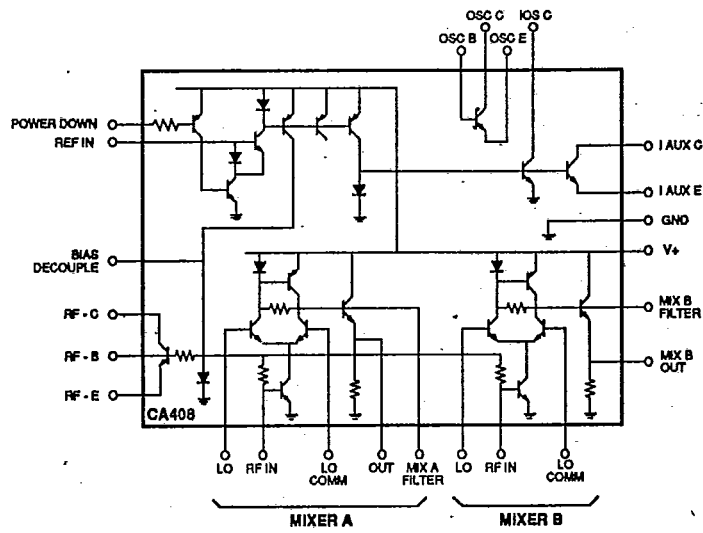 OSC C IOS C
OSC B OSC E
POWER DOWN
REF IN
I AUX C
I AUX E
GND
V+
BIAS
DECOUPLE
RF - C
RF - B
RF - E
MIX B
FILTER
MIX B
OUT
CA408
LO RF IN LO
COMM OUT MIX A
FILTER LO RF IN LO
COMM
MIXER A MIXER B